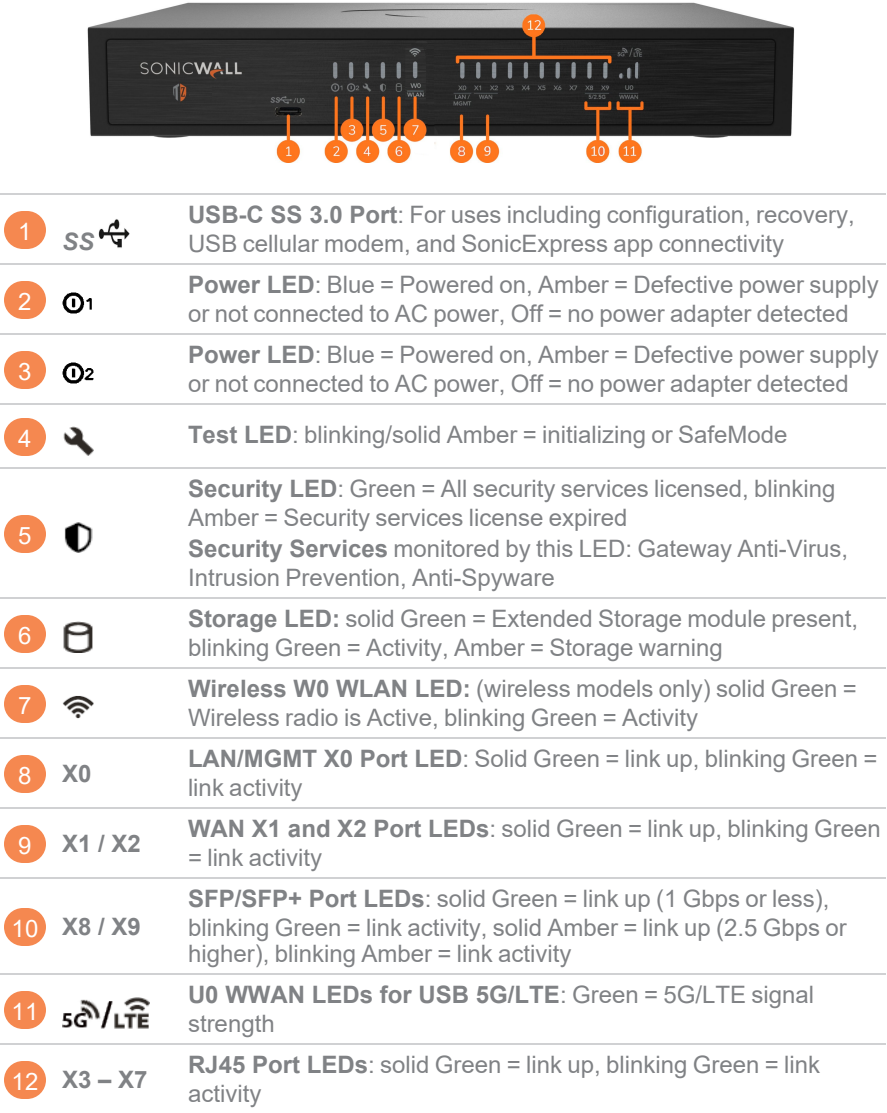 12
5G / LTE
SONICWALL
TZ
SS / U0
1 2 W0
WLAN
X0 X1 X2 X3 X4 X5 X6 X7 X8 X9 U0
LAN / MGMT WAN 5/2.5G WWAN
1 2 3 4 5 6 7 8 9 10 11
1 SS USB-C SS 3.0 Port: For uses including configuration, recovery,
USB cellular modem, and SonicExpress app connectivity
2 1 Power LED: Blue = Powered on, Amber = Defective power supply
or not connected to AC power, Off = no power adapter detected
3 2 Power LED: Blue = Powered on, Amber = Defective power supply
or not connected to AC power, Off = no power adapter detected
4 Test LED: blinking/solid Amber = initializing or SafeMode
5 Security LED: Green = All security services licensed, blinking
Amber = Security services license expired
Security Services monitored by this LED: Gateway Anti-Virus,
Intrusion Prevention, Anti-Spyware
6 Storage LED: solid Green = Extended Storage module present,
blinking Green = Activity, Amber = Storage warning
7 Wireless W0 WLAN LED: (wireless models only) solid Green =
Wireless radio is Active, blinking Green = Activity
8 X0 LAN/MGMT X0 Port LED: Solid Green = link up, blinking Green =
link activity
9 X1 / X2 WAN X1 and X2 Port LEDs: solid Green = link up, blinking Green
= link activity
10 X8 / X9 SFP/SFP+ Port LEDs: solid Green = link up (1 Gbps or less),
blinking Green = link activity, solid Amber = link up (2.5 Gbps or
higher), blinking Amber = link activity
11 5G/LTE U0 WWAN LEDs for USB 5G/LTE: Green = 5G/LTE signal
strength
12 X3 – X7 RJ45 Port LEDs: solid Green = link up, blinking Green = link
activity